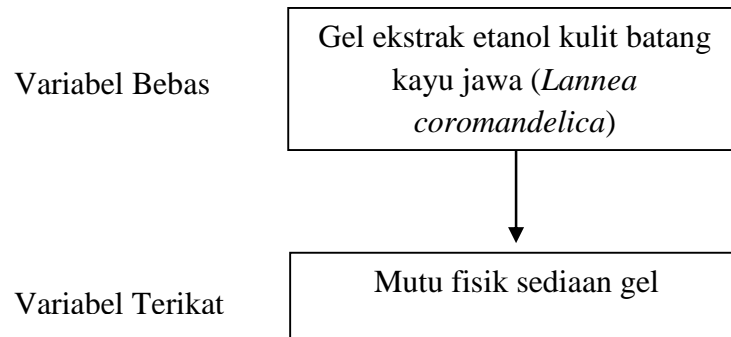 Gel ekstrak etanol kulit batang
Variabel Bebas
kayu jawa (Lannea
coromandelica)
Mutu fisik sediaan gel
Variabel Terikat